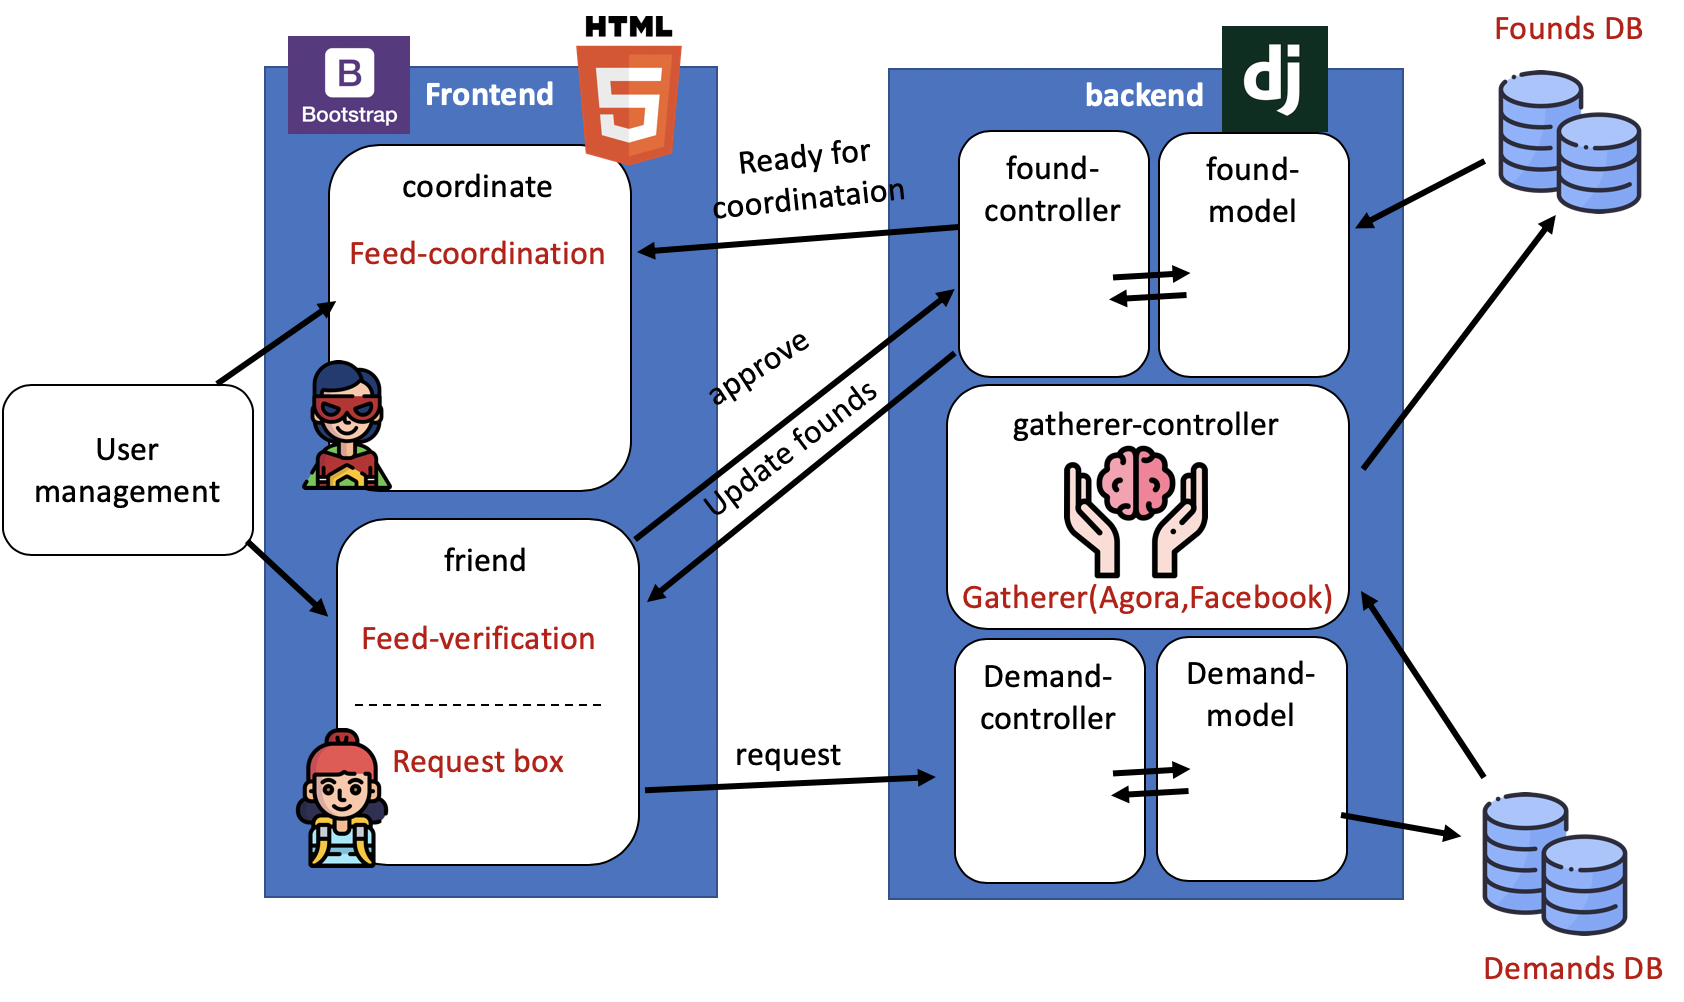 HTML
Founds DB
B
Bootstrap
Frontend
5
backend
dj
Ready for
coordinataion
coordinate
Feed-coordination
found-
controller
found-
model
approve
Update founds
User
management
gatherer-controller
Gatherer(Agora,Facebook)
friend
Feed-verification
Request box
request
Demand-
controller
Demand-
model
Demands DB